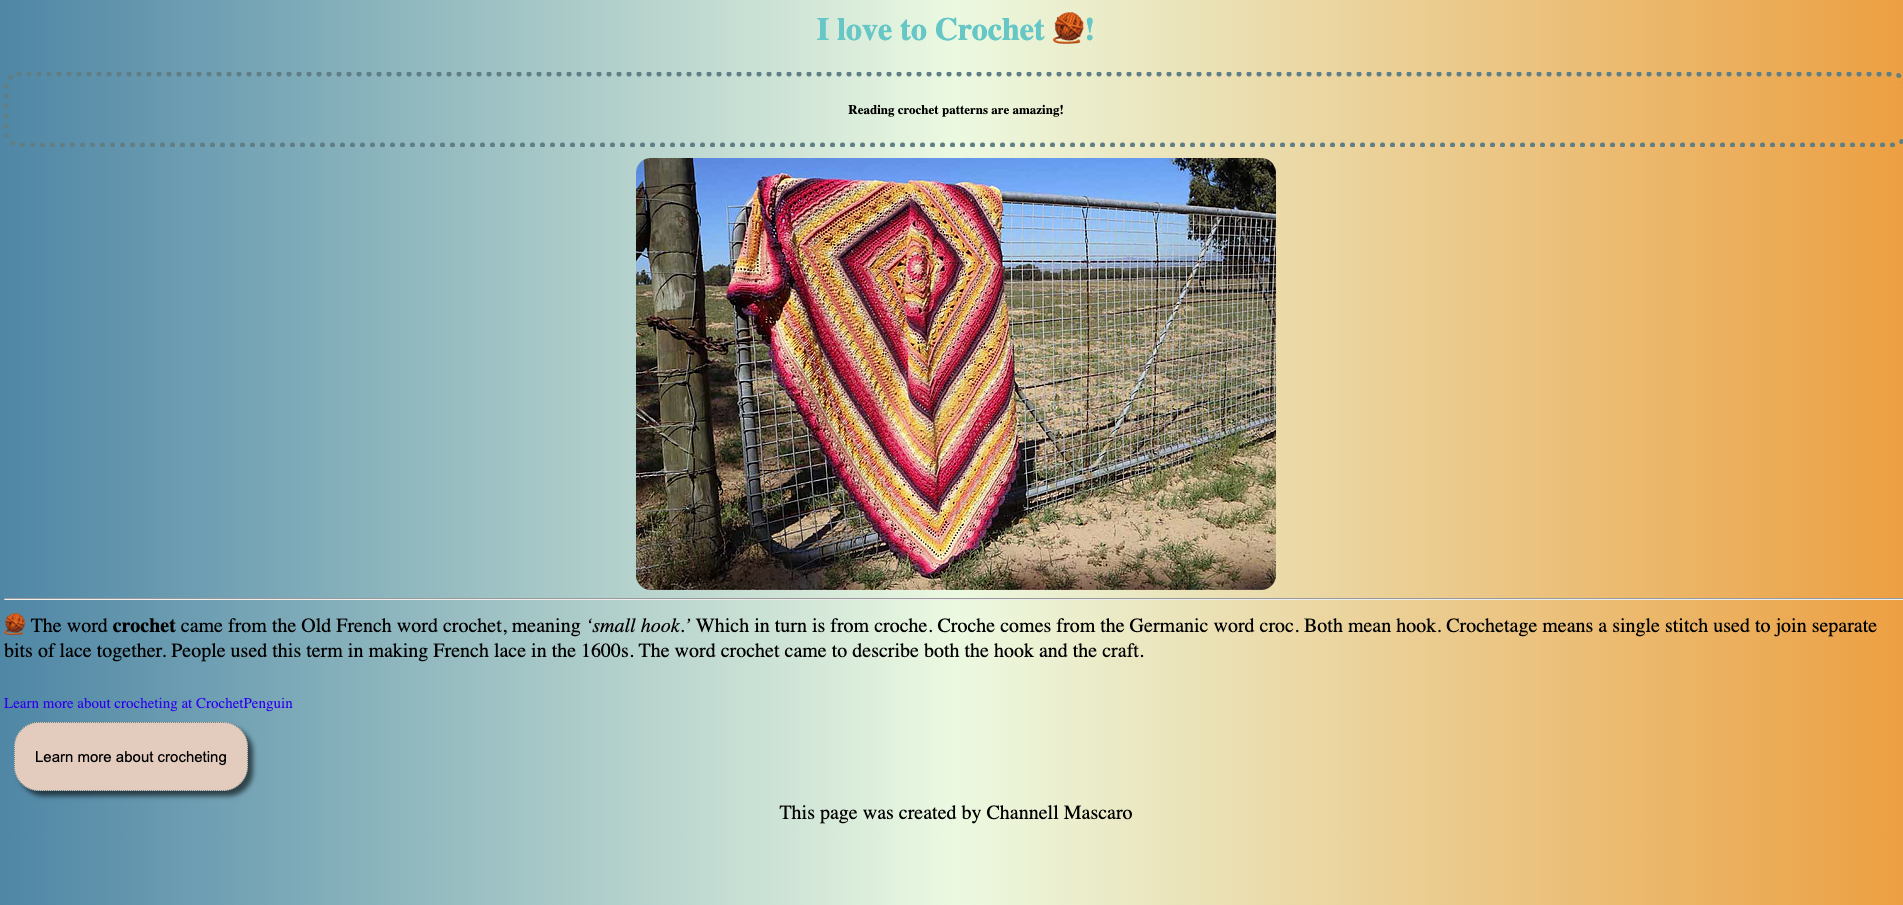 I love to Crochet 🧶!
Reading crochet patterns are amazing!
🧶 The word crochet came from the Old French word crochet, meaning ‘small hook.’ Which in turn is from croche. Croche comes from the Germanic word croc. Both mean hook. Crochetage means a single stitch used to join separate
bits of lace together. People used this term in making French lace in the 1600s. The word crochet came to describe both the hook and the craft.
Learn more about crocheting at CrochetPenguin
Learn more about crocheting
This page was created by Channell Mascaro